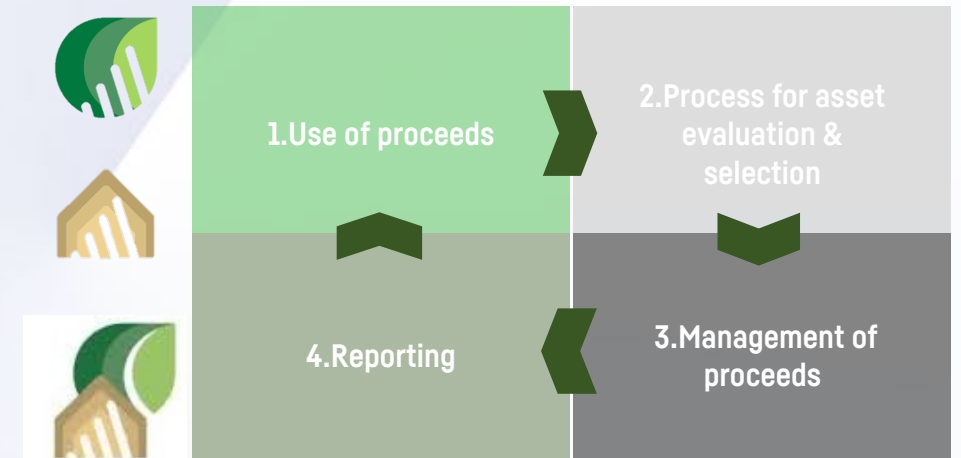 1.Use of proceeds
2.Process for asset
evaluation &
selection
4.Reporting
3.Management of
proceeds